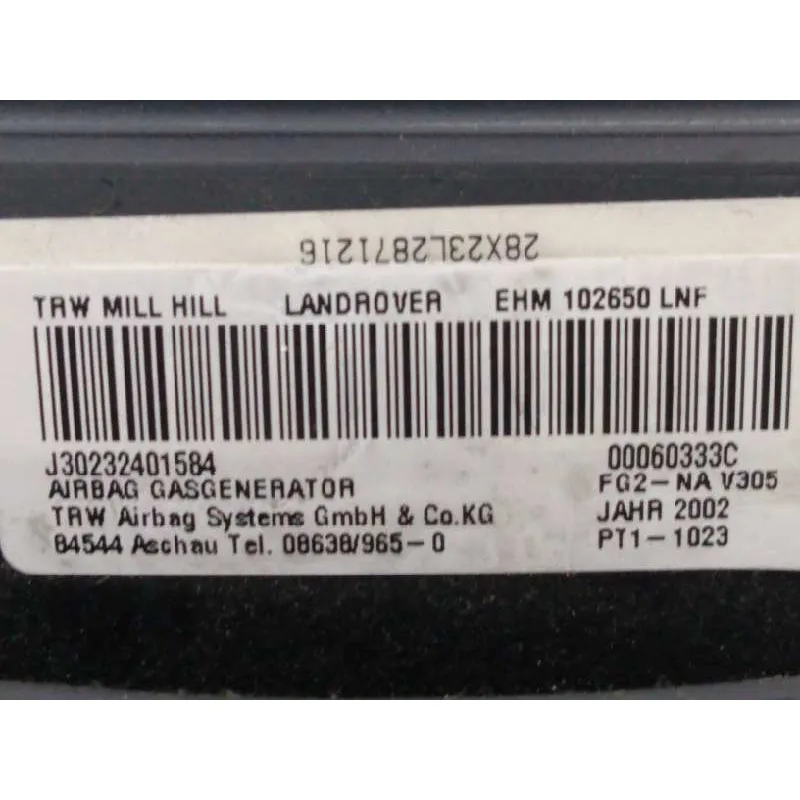 28X23L2871216
TRW MILL HILL LANDROVER EHM 102650 LNF
J30232401584 00060333C
AIRBAG GASGENERATOR FG2-NA V305
TRW Airbag Systems GmbH & Co.KG JAHR 2002
84544 Aschau Tel. 08638/965-0 PT1-1023